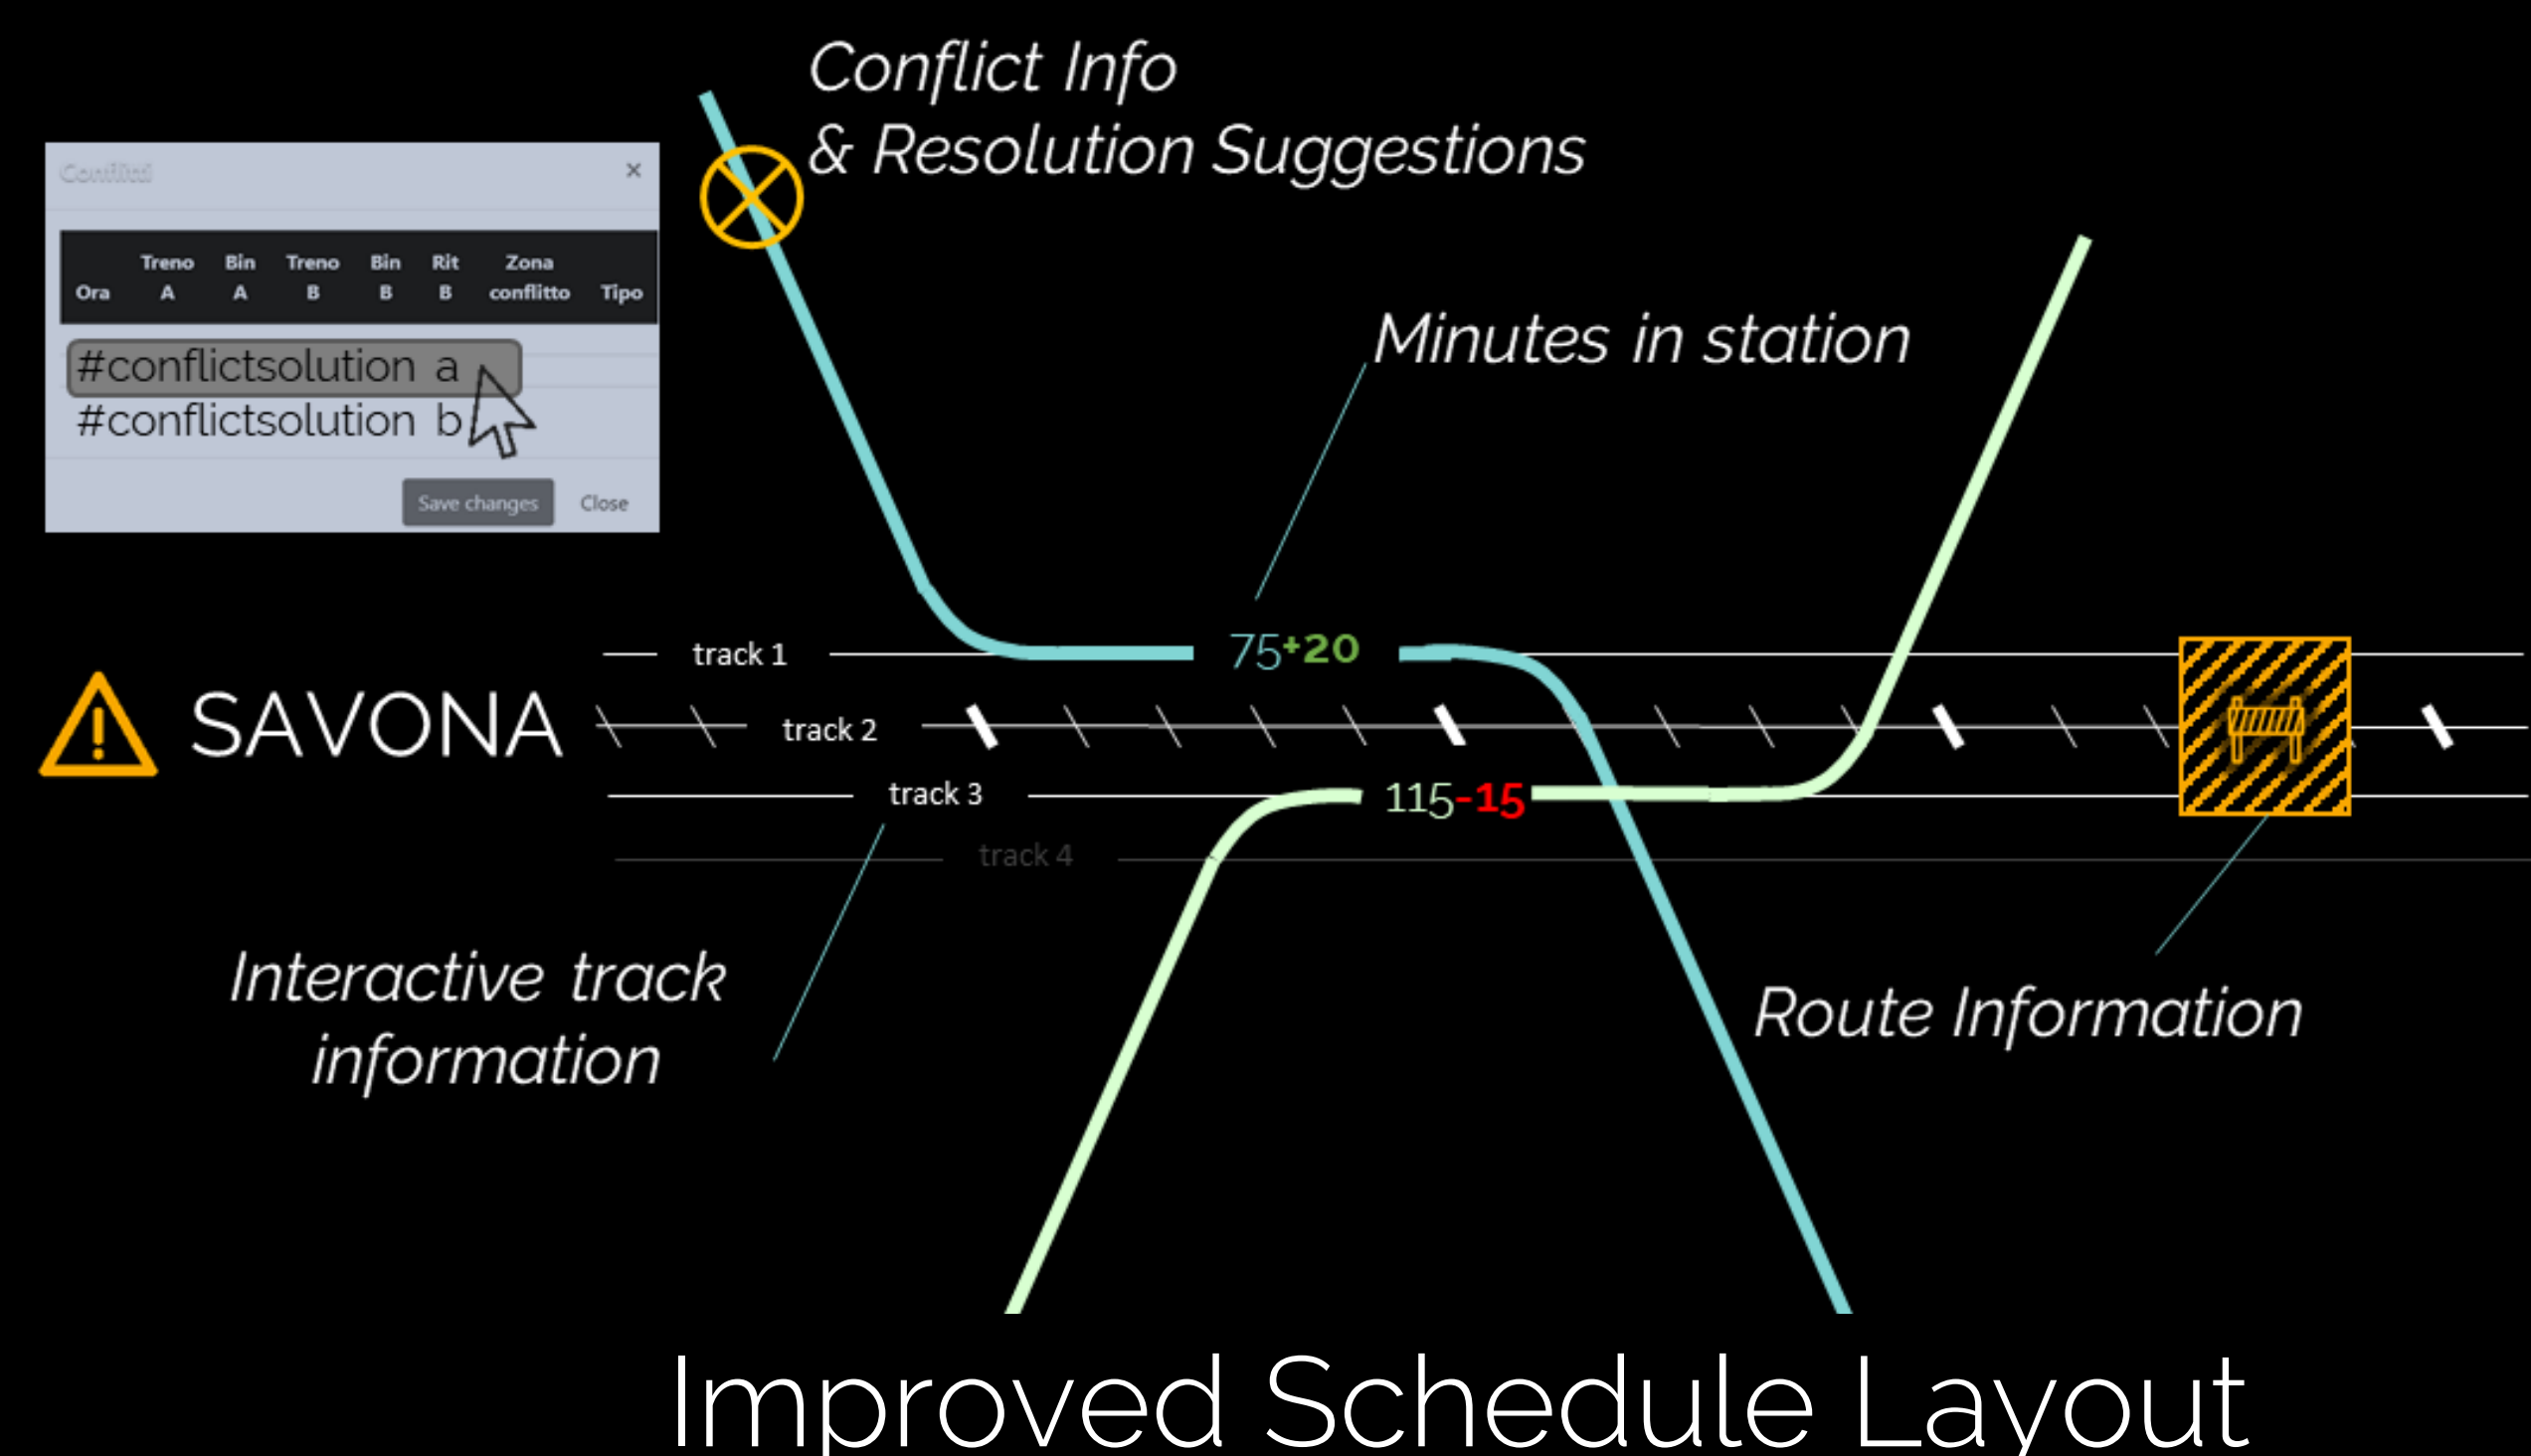 Conflict Info
& Resolution Suggestions
Conflitti ×
Ora Treno A Bin A Treno B Bin B Rit B Zona conflitto Tipo
#conflictsolution a
#conflictsolution b
Save changes Close
Minutes in station
track 1
75+20
SAVONA
track 2
track 3
115-15
track 4
Interactive track
information
Route Information
Improved Schedule Layout